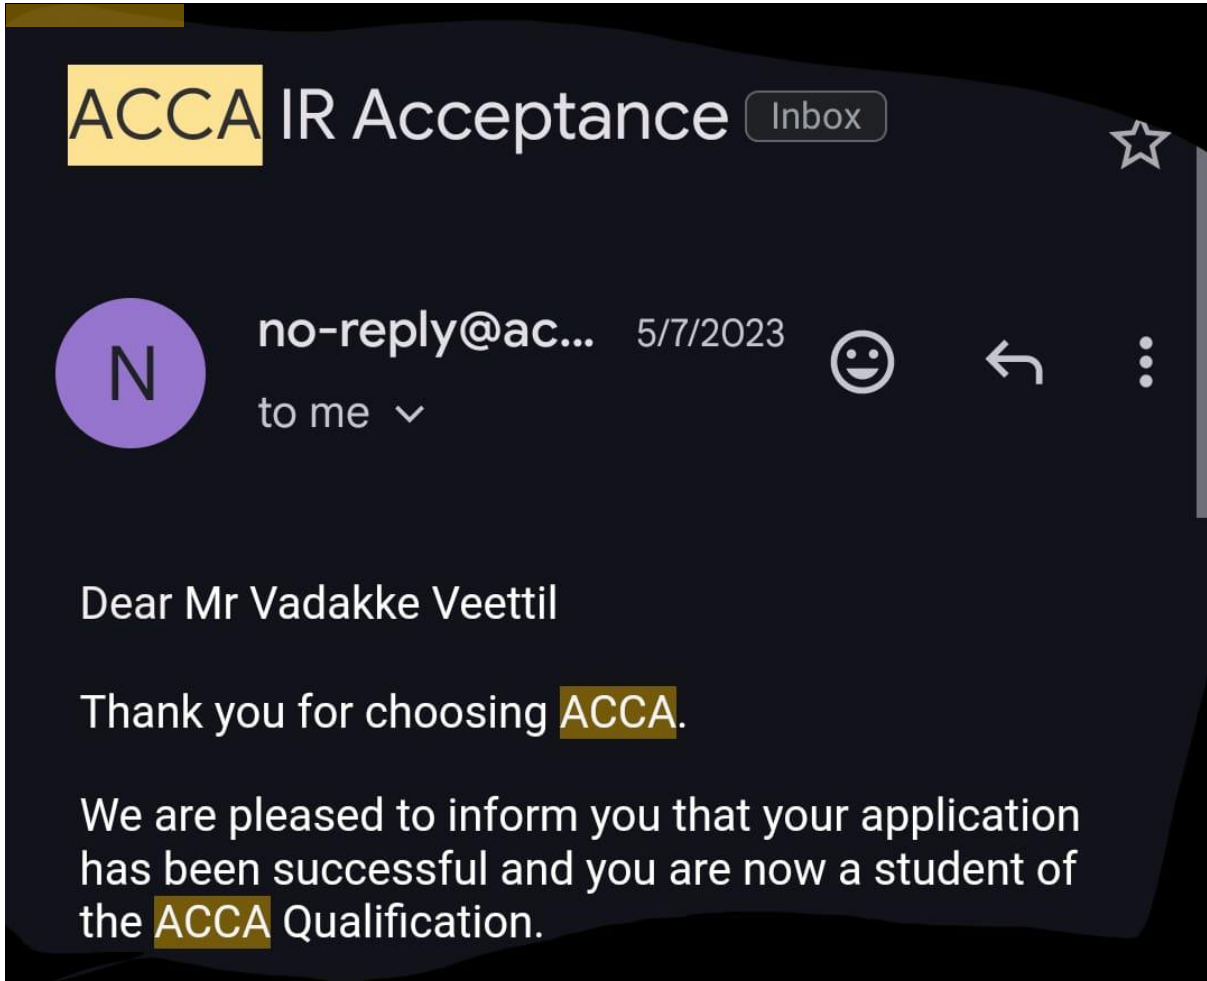 ACCA IR Acceptance Inbox
N
no-reply@ac... 5/7/2023
to me
Dear Mr Vadakke Veettil
Thank you for choosing ACCA.
We are pleased to inform you that your application
has been successful and you are now a student of
the ACCA Qualification.